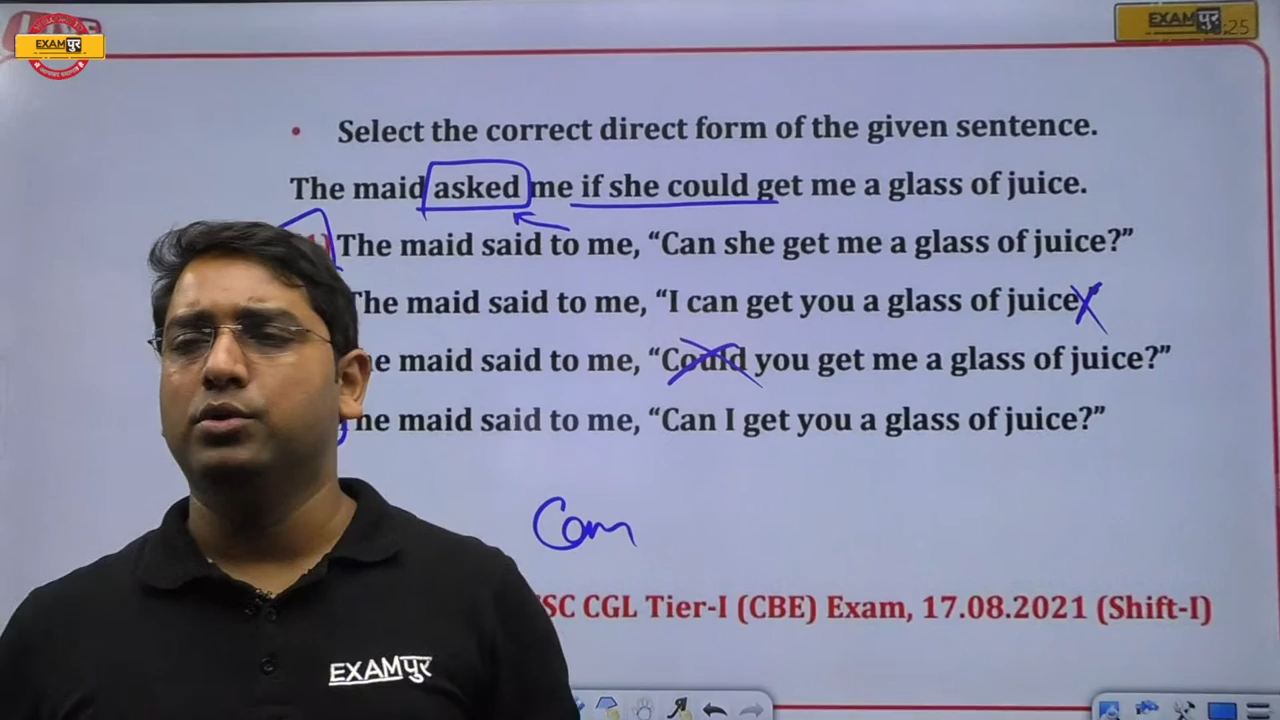 EXAMपुर
EXAMपुर
:25
• Select the correct direct form of the given sentence.
The maid asked me if she could get me a glass of juice.
The maid said to me, “Can she get me a glass of juice?”
The maid said to me, “I can get you a glass of juice
he maid said to me, “Could you get me a glass of juice?”
he maid said to me, “Can I get you a glass of juice?”
Can
SC CGL Tier-I (CBE) Exam, 17.08.2021 (Shift-I)
EXAMपुर